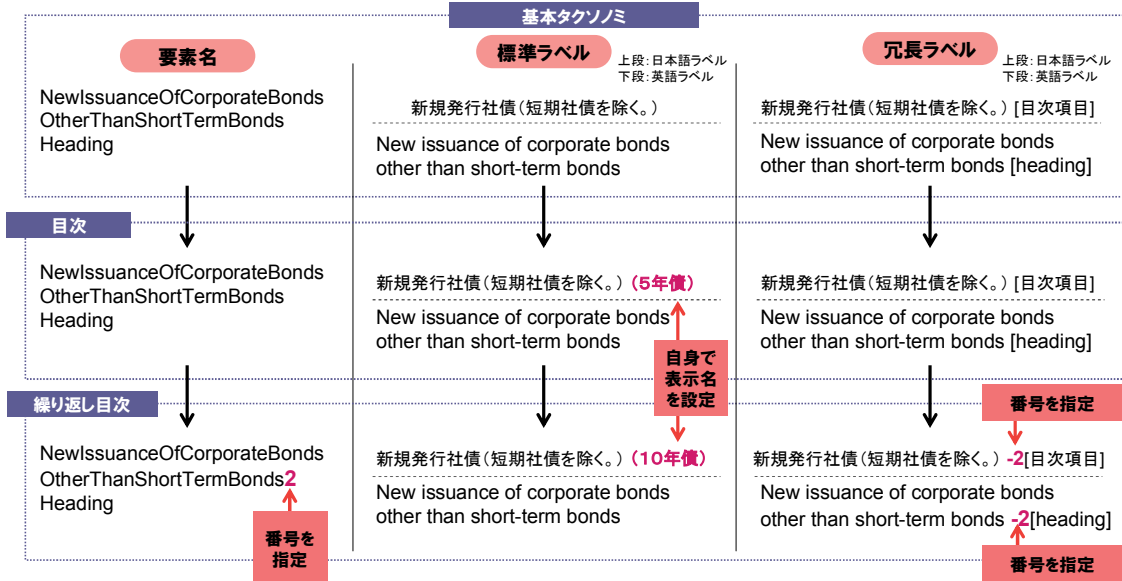 基本タクソノミ
要素名
標準ラベル
上段：日本語ラベル
下段：英語ラベル
冗長ラベル
上段：日本語ラベル
下段：英語ラベル
NewIssuanceOfCorporateBonds
OtherThanShortTermBonds
Heading
新規発行社債（短期社債を除く。）
New issuance of corporate bonds
other than short-term bonds
新規発行社債（短期社債を除く。）[目次項目]
New issuance of corporate bonds
other than short-term bonds [heading]
目次
NewIssuanceOfCorporateBonds
OtherThanShortTermBonds
Heading
新規発行社債（短期社債を除く。）（5年債）
New issuance of corporate bonds
other than short-term bonds
新規発行社債（短期社債を除く。）[目次項目]
New issuance of corporate bonds
other than short-term bonds [heading]
自身で
表示名
を設定
繰り返し目次
番号を指定
NewIssuanceOfCorporateBonds
OtherThanShortTermBonds2
Heading
番号を
指定
新規発行社債（短期社債を除く。）（10年債）
New issuance of corporate bonds
other than short-term bonds
新規発行社債（短期社債を除く。）-2[目次項目]
New issuance of corporate bonds
other than short-term bonds -2[heading]
番号を指定